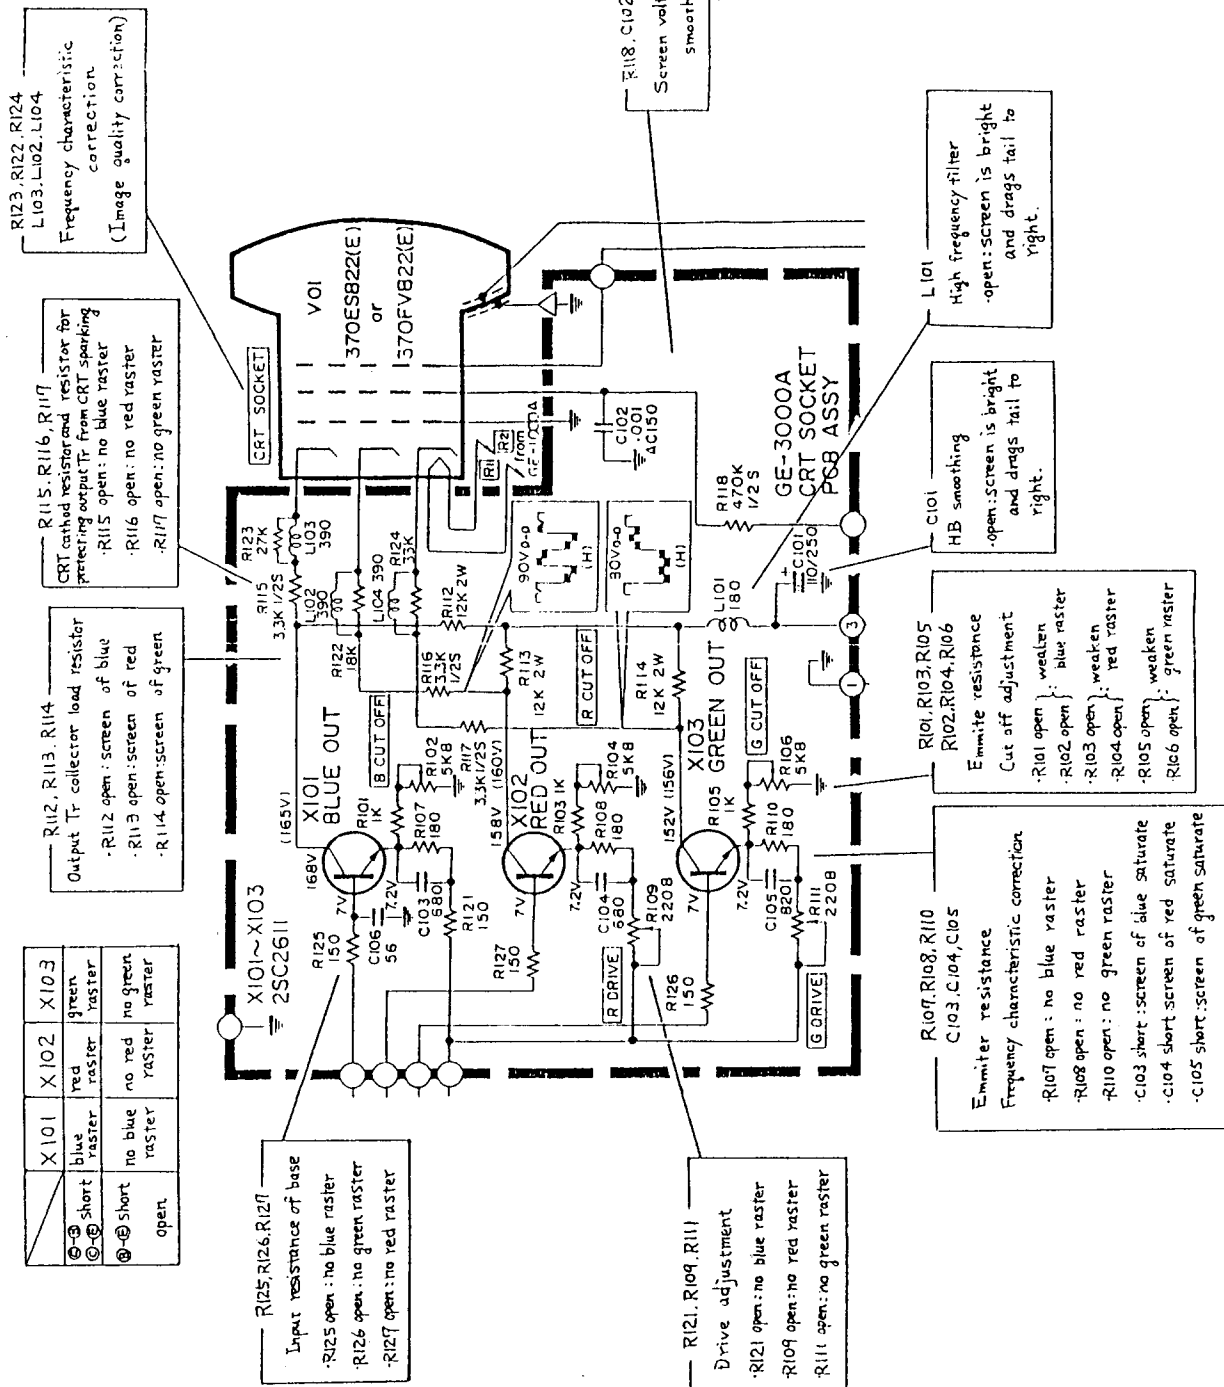 R123, R122, R124
L103, L102, L104
Frequency characteristic
correction
(Image quality correction)
R115, R116, R117
CRT cathod resistor and resistor for
protecting output Tr from CRT sparking
·R115 open : no blue raster
·R116 open : no red raster
·R117 open : no green raster
R112, R113, R114
Output Tr collector load resistor
·R112 open : screen of blue
·R113 open : screen of red
·R114 open : screen of green
X101 X102 X103
Ⓒ-Ⓑ Short
Ⓒ-Ⓔ
blue raster
red raster
green raster
Ⓑ-Ⓔ Short
open
no blue raster
no red raster
no green raster
R125, R126, R127
Input resistance of base
·R125 open : no blue raster
·R126 open : no green raster
·R127 open : no red raster
R121, R109, R111
Drive adjustment
·R121 open : no blue raster
·R109 open : no red raster
·R111 open : no green raster
R107, R108, R110
C103, C104, C105
Emmiter resistance
Frequency characteristic correction
·R107 open : no blue raster
·R108 open : no red raster
·R110 open : no green raster
·C103 short : screen of blue saturate
·C104 short : screen of red saturate
·C105 short : screen of green saturate
R101, R103, R105
R102, R104, R106
Emmite resistance
Cut off adjustment
·R101 open
·R102 open
}: weaken
blue raster
·R103 open
·R104 open
}: weaken
red raster
·R105 open
·R106 open
}: weaken
green raster
C101
HB smoothing
·open : screen is bright
and drags tail to
right.
L101
High frequency filter
·open : screen is bright
and drags tail to
right.
R118, C102
Screen volt
smooth
CRT SOCKET
V01
370ESB22(E)
or
370FVB22(E)
GE-3000A
CRT SOCKET
PCB ASSY
X101~X103
2SC2611
X101
BLUE OUT
X102
RED OUT
X103
GREEN OUT
B CUT OFF
R CUT OFF
G CUT OFF
R DRIVE
G DRIVE
R123
27K
L103
390
R115
3.3K 1/2S
L102
390
R122
18K
L104 390
R124
33K
R112
12K 2W
R116
3.3K
1/2S
R113
12K 2W
R117
3.3K 1/2S
R114
12K 2W
L101
180
C101
R118
470K
1/2 S
C102
.001
AC150
R21
from
(H)
(H)
168V (165V)
158V (160V)
152V (156V)
7V
7.2V
7V
7.2V
7V
7.2V
R101
1K
R102
5KB
R107
180
C103
680
R121
150
R125
150
C106
56
R127
150
R103 1K
R104
5KB
R108
180
C104
680
R109
220B
R126
150
R105
1K
R106
5KB
R110
180
C105
820
R111
220B
1
3